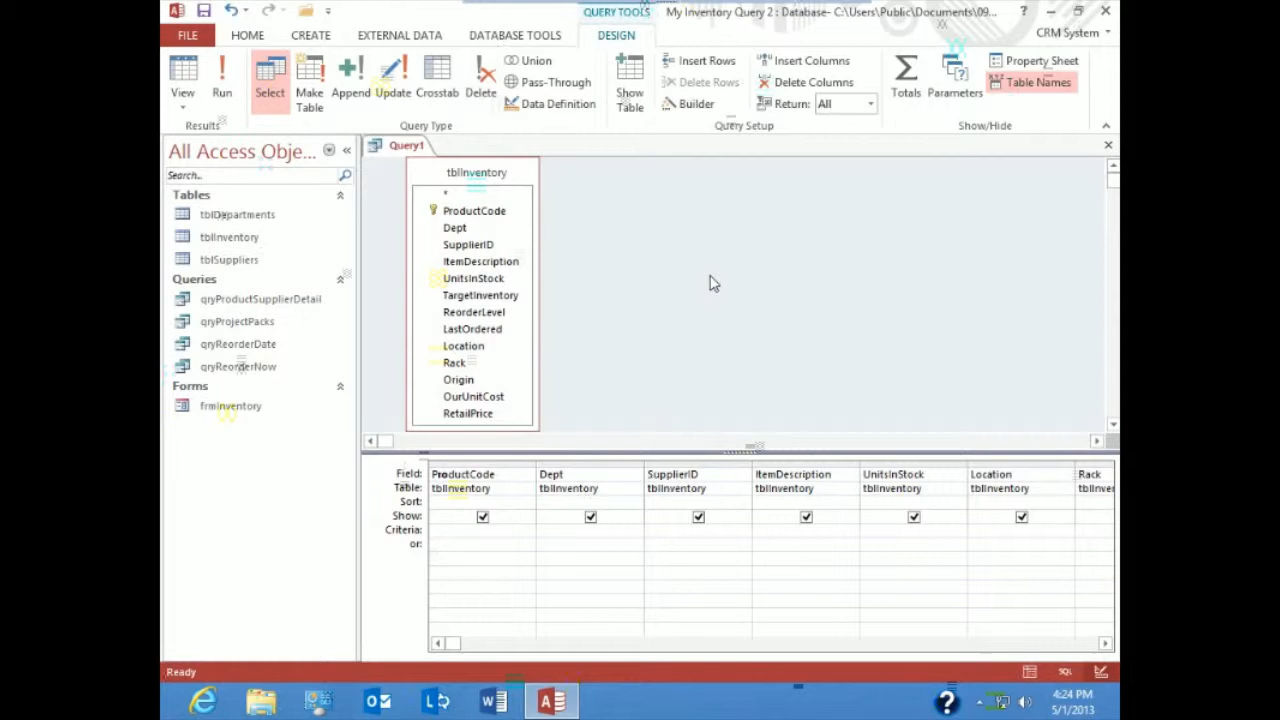 QUERY TOOLS My Inventory Query 2 : Database- C:\Users\Public\Documents\09... ?
FILE HOME CREATE EXTERNAL DATA DATABASE TOOLS DESIGN CRM System
View Run Select Make Table Append Update Crosstab Delete
Union
Pass-Through
Data Definition
Show Table
Insert Rows
Delete Rows
Builder
Insert Columns
Delete Columns
Return: All
Totals Parameters
Property Sheet
Table Names
Results Query Type Query Setup Show/Hide
All Access Obje... «
Search..
Tables
tblDepartments
tblInventory
tblSuppliers
Queries
qryProductSupplierDetail
qryProjectPacks
qryReorderDate
qryReorderNow
Forms
frmInventory
Query1
tblInventory
*
ProductCode
Dept
SupplierID
ItemDescription
UnitsInStock
TargetInventory
ReorderLevel
LastOrdered
Location
Rack
Origin
OurUnitCost
RetailPrice
Field: ProductCode Dept SupplierID ItemDescription UnitsInStock Location Rack
Table: tblInventory tblInventory tblInventory tblInventory tblInventory tblInventory tblInver
Sort:
Show:
Criteria:
or:
Ready SQL
4:24 PM
5/1/2013